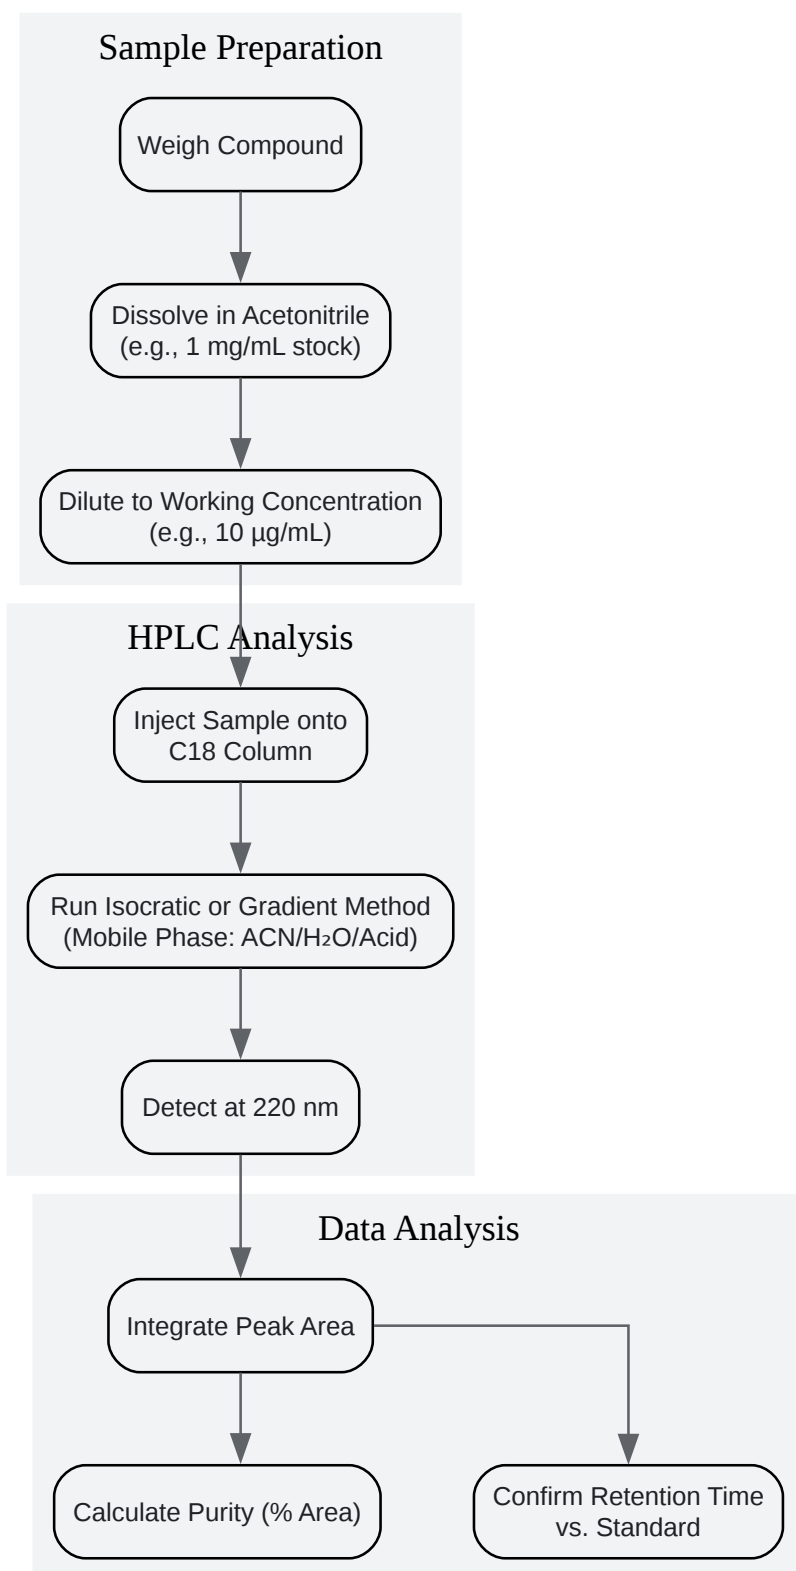 Sample Preparation
Weigh Compound
Dissolve in Acetonitrile
(e.g., 1 mg/mL stock)
Dilute to Working Concentration
(e.g., 10 µg/mL)
HPLC Analysis
Inject Sample onto
C18 Column
Run Isocratic or Gradient Method
(Mobile Phase: ACN/H₂O/Acid)
Detect at 220 nm
Data Analysis
Integrate Peak Area
Calculate Purity (% Area)
Confirm Retention Time
vs. Standard